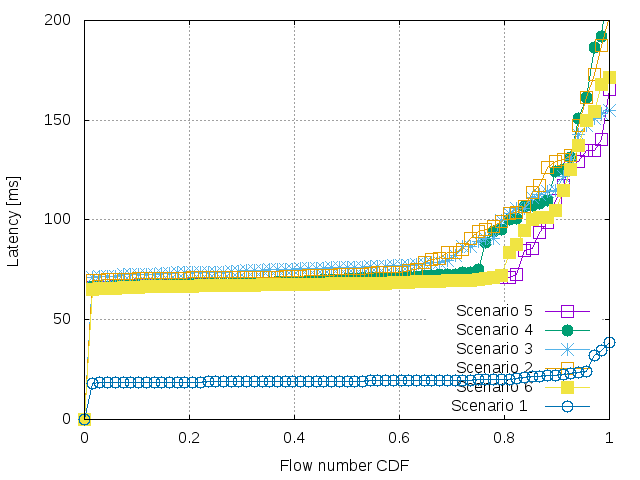 200
150
100
50
0
Latency [ms]
Scenario 5
Scenario 4
Scenario 3
Scenario 2
Scenario 6
Scenario 1
0 0.2 0.4 0.6 0.8 1
Flow number CDF